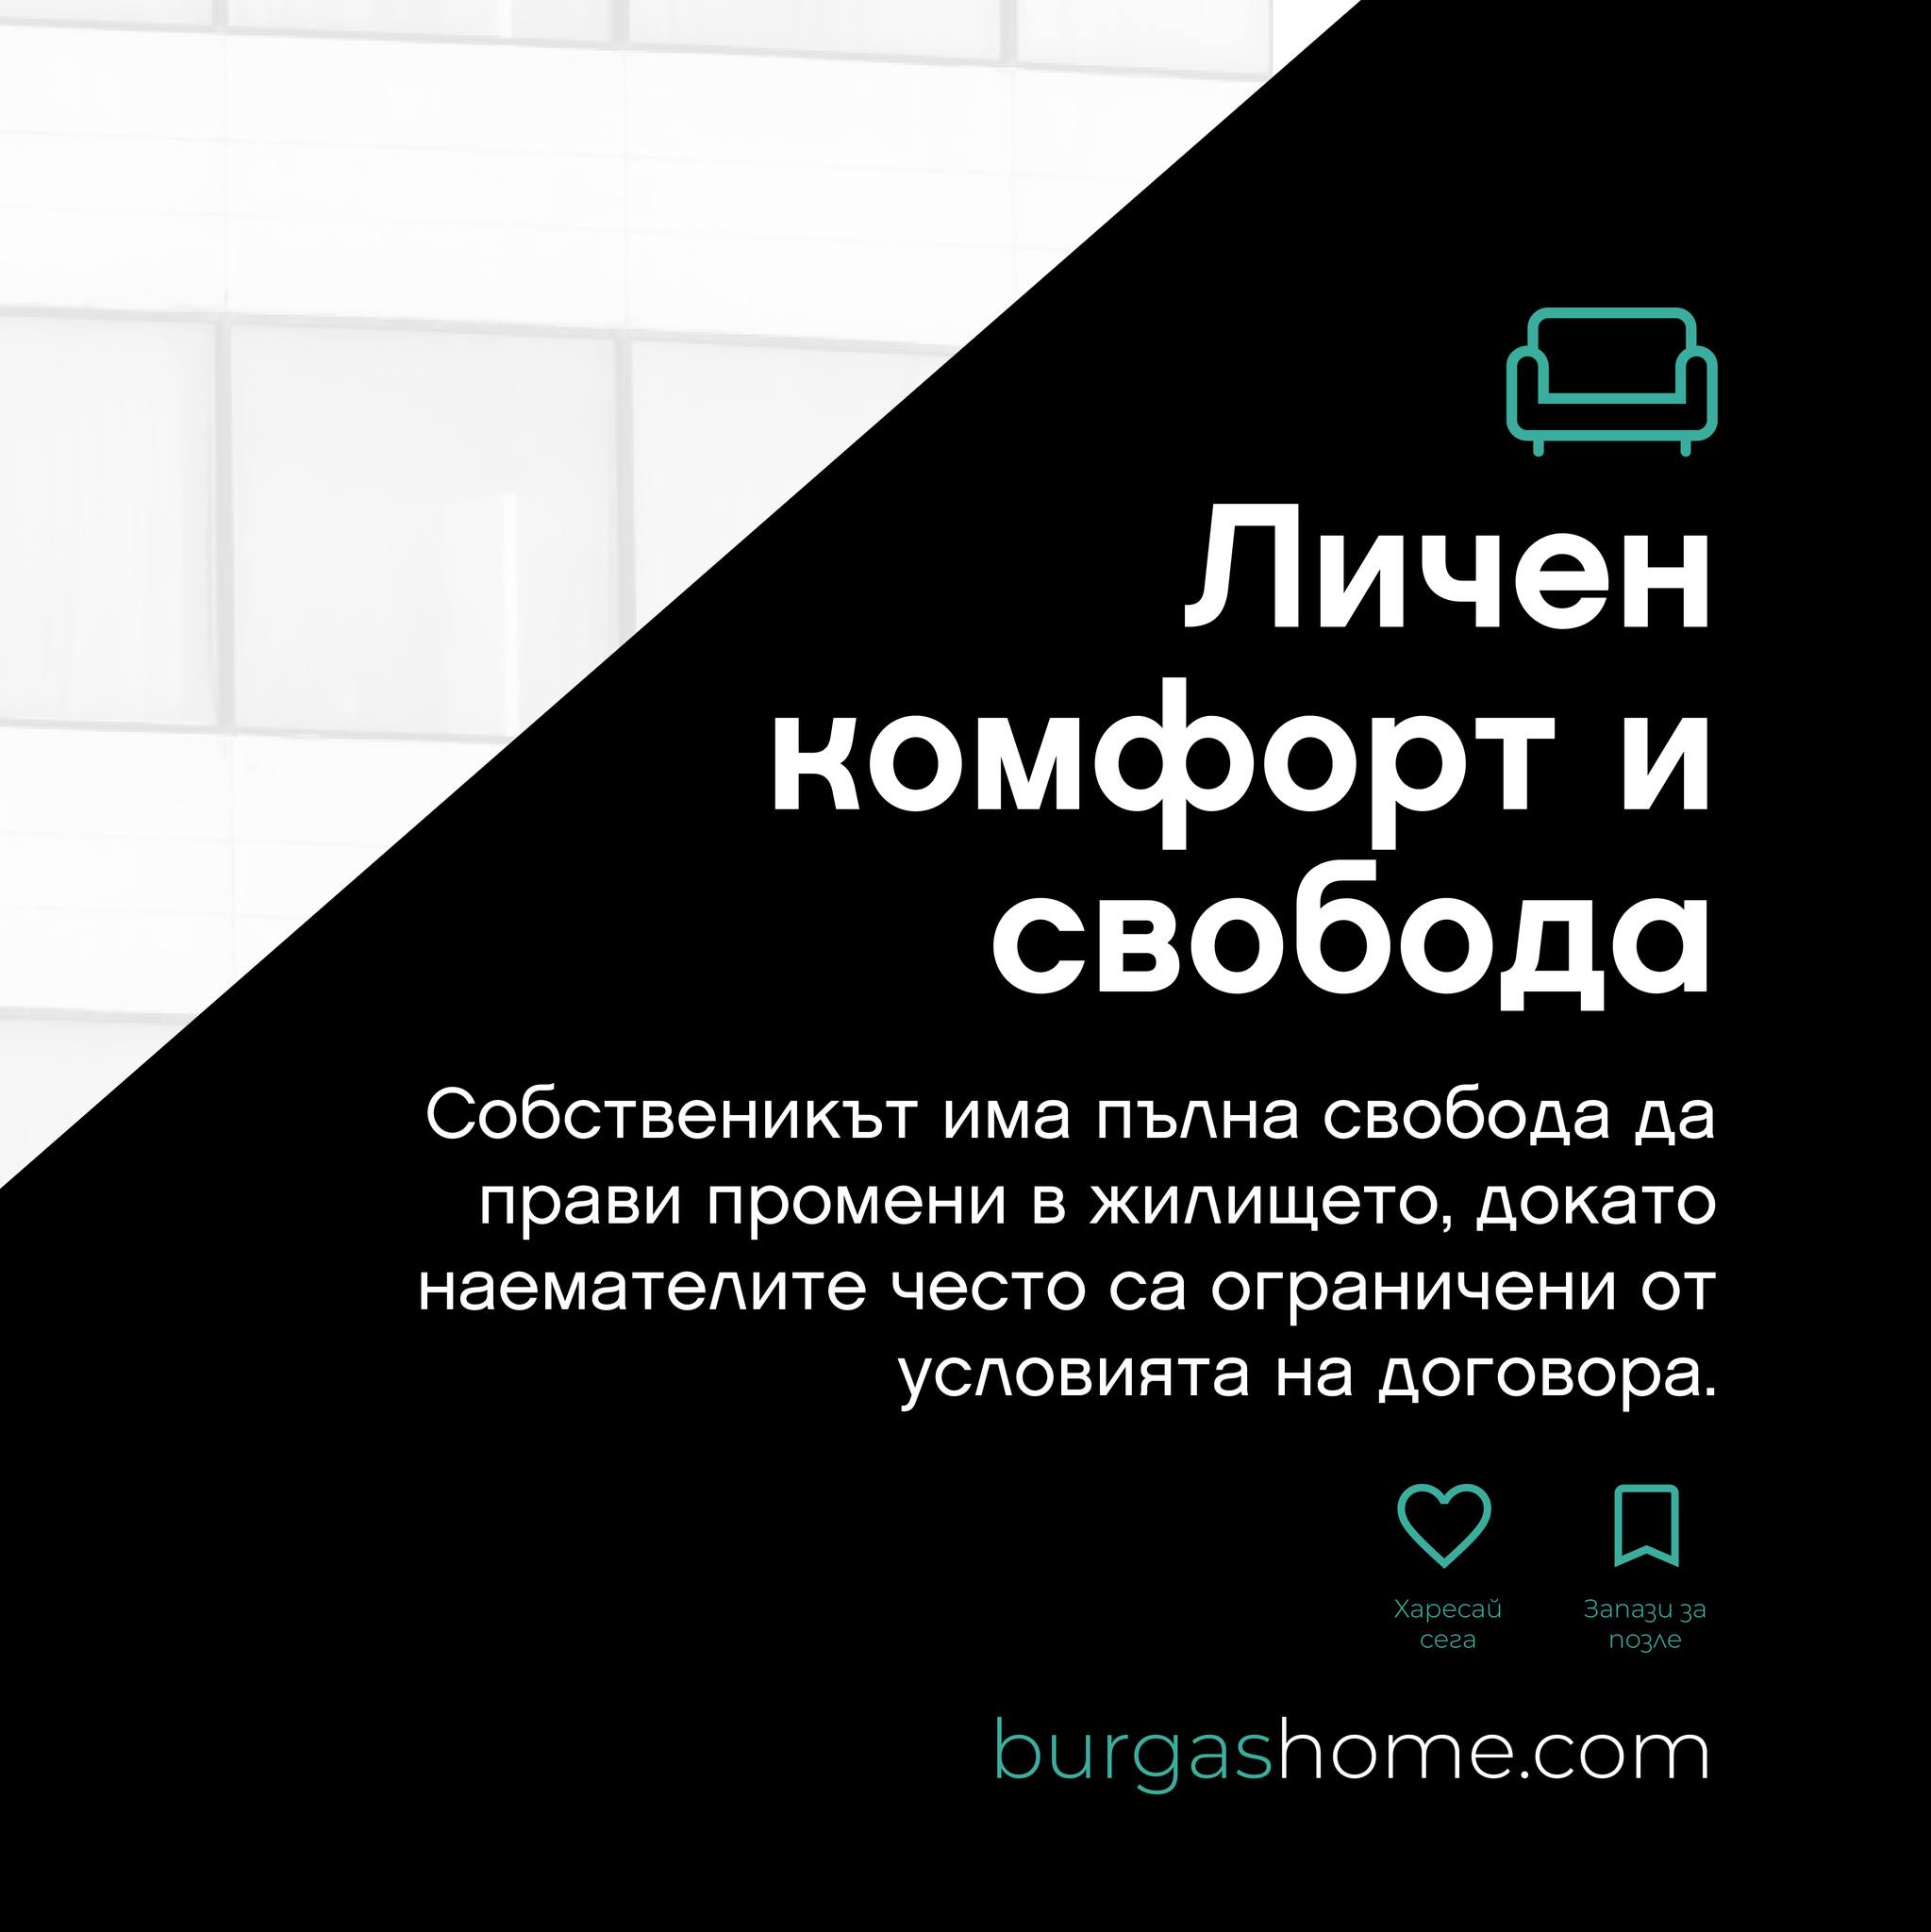 Личен
комфорт и
свобода
Собственикът има пълна свобода да
прави промени в жилището, докато
наемателите често са ограничени от
условията на договора.
Харесай
сега
Запази за
позле
burgashome.com